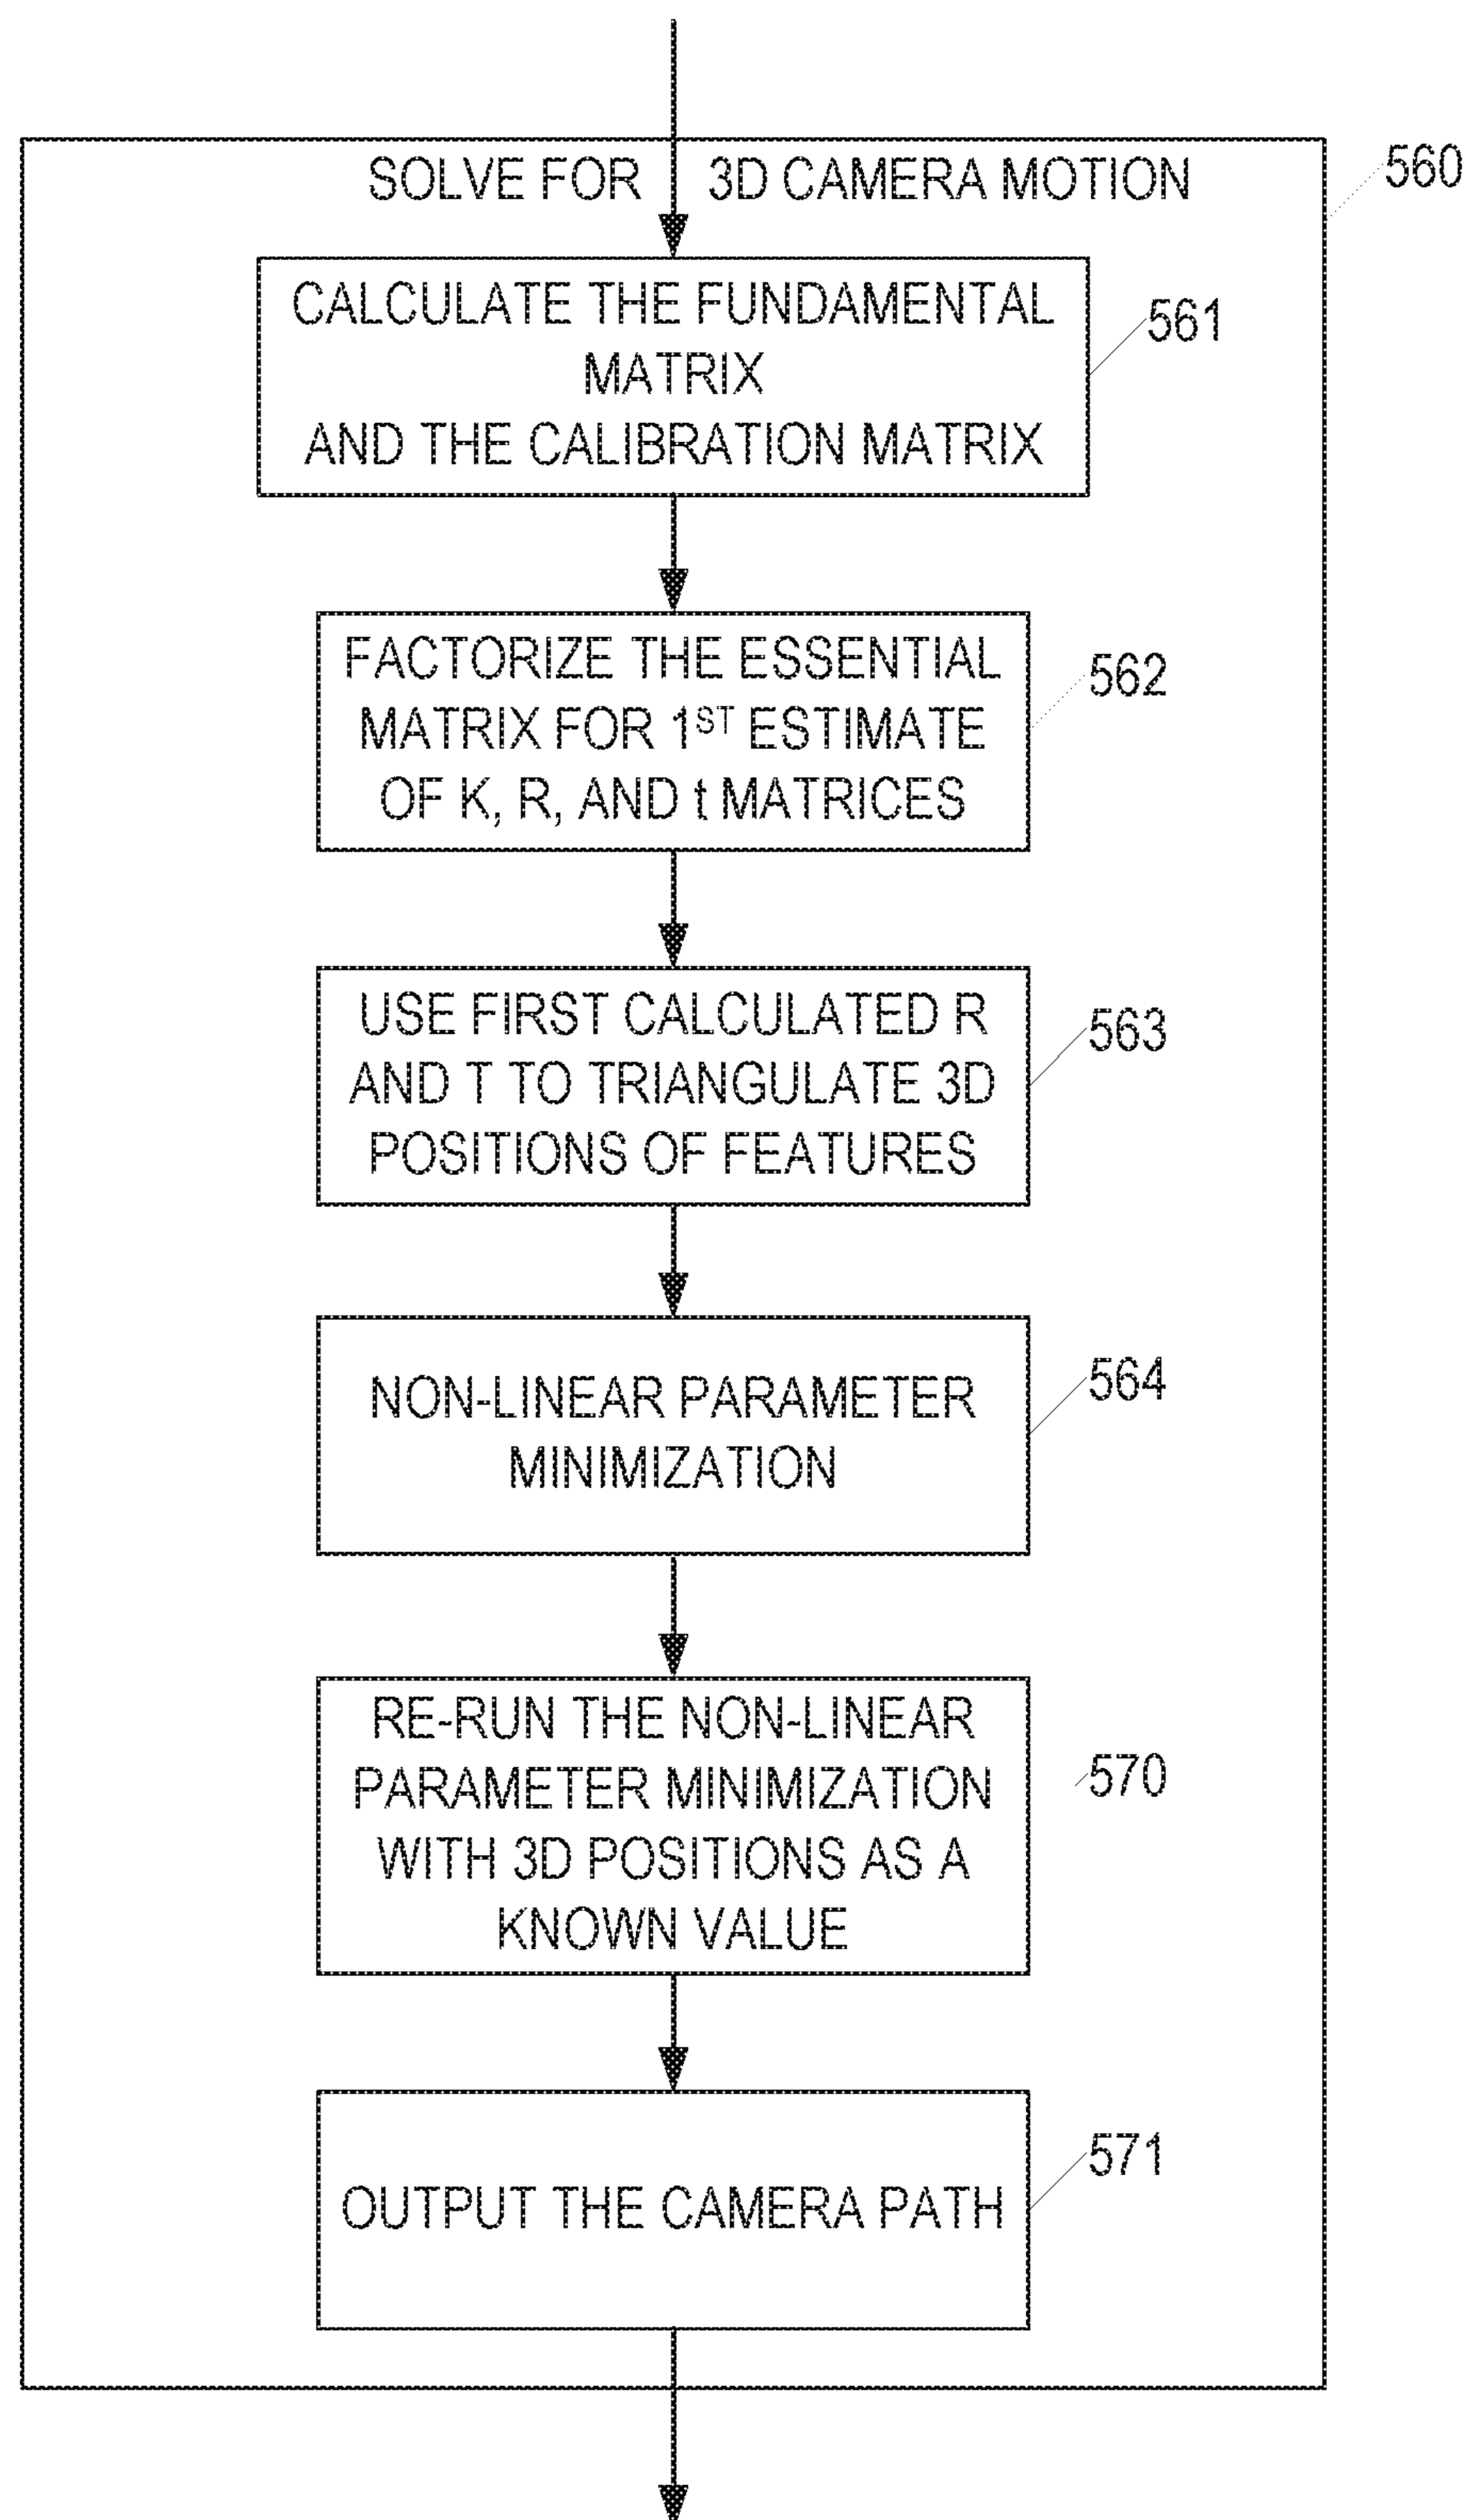 SOLVE FOR 3D CAMERA MOTION
560
CALCULATE THE FUNDAMENTAL
MATRIX
AND THE CALIBRATION MATRIX
561
FACTORIZE THE ESSENTIAL
MATRIX FOR 1ST ESTIMATE
OF K, R, AND t MATRICES
562
USE FIRST CALCULATED R
AND T TO TRIANGULATE 3D
POSITIONS OF FEATURES
563
NON-LINEAR PARAMETER
MINIMIZATION
564
RE-RUN THE NON-LINEAR
PARAMETER MINIMIZATION
WITH 3D POSITIONS AS A
KNOWN VALUE
570
OUTPUT THE CAMERA PATH
571